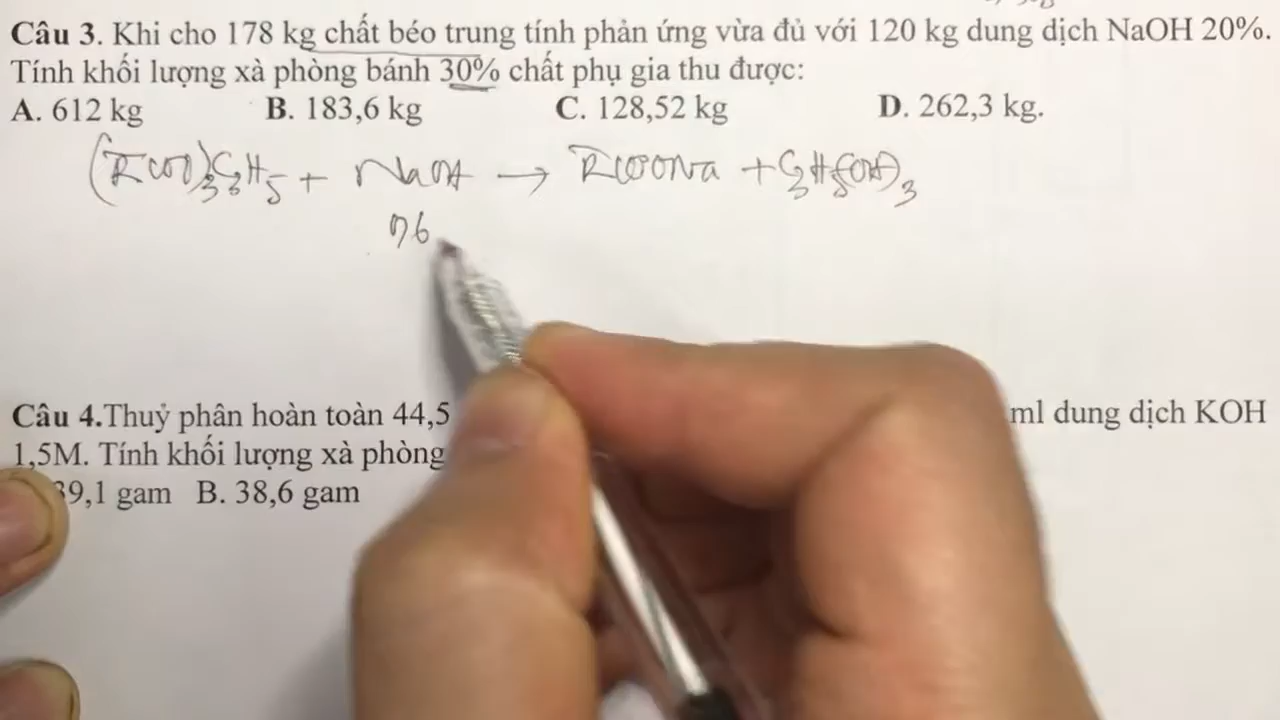 Câu 3. Khi cho 178 kg chất béo trung tính phản ứng vừa đủ với 120 kg dung dịch NaOH 20%.
Tính khối lượng xà phòng bánh 30% chất phụ gia thu được:
A. 612 kg B. 183,6 kg C. 128,52 kg D. 262,3 kg.
(RCOO)3C3H5 + NaOH → RCOONa + C3H5(OH)3
Câu 4.Thuỷ phân hoàn toàn 44,5 ml dung dịch KOH
1,5M. Tính khối lượng xà phòng
39,1 gam B. 38,6 gam